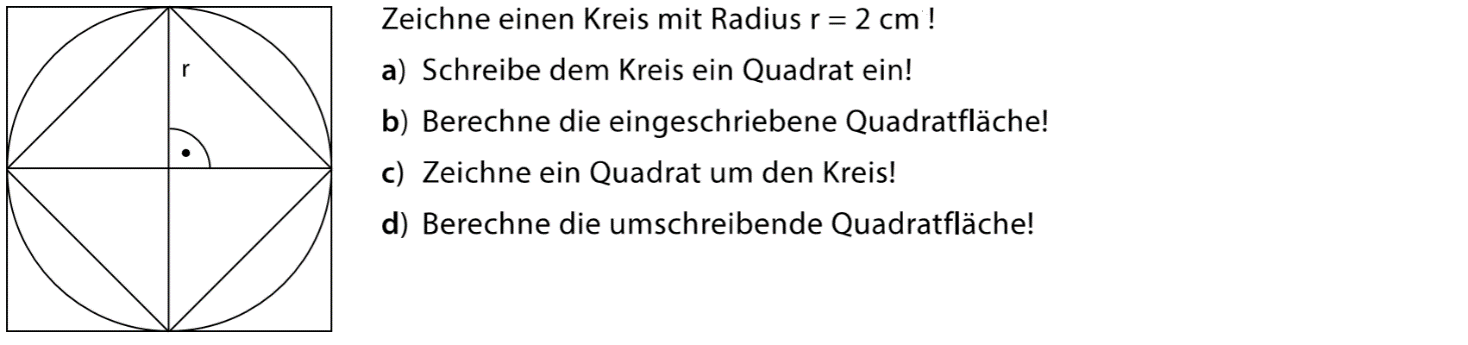 r
Zeichne einen Kreis mit Radius r = 2 cm !
a) Schreibe dem Kreis ein Quadrat ein!
b) Berechne die eingeschriebene Quadratfläche!
c) Zeichne ein Quadrat um den Kreis!
d) Berechne die umschreibende Quadratfläche!